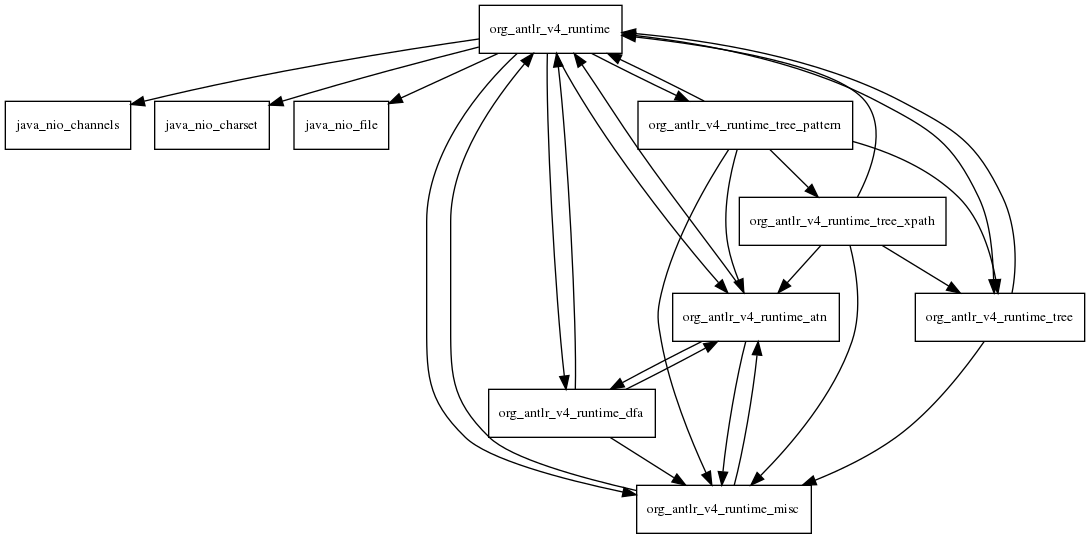 org_antlr_v4_runtime
java_nio_channels
java_nio_charset
java_nio_file
org_antlr_v4_runtime_tree_pattern
org_antlr_v4_runtime_tree_xpath
org_antlr_v4_runtime_atn
org_antlr_v4_runtime_tree
org_antlr_v4_runtime_dfa
org_antlr_v4_runtime_misc